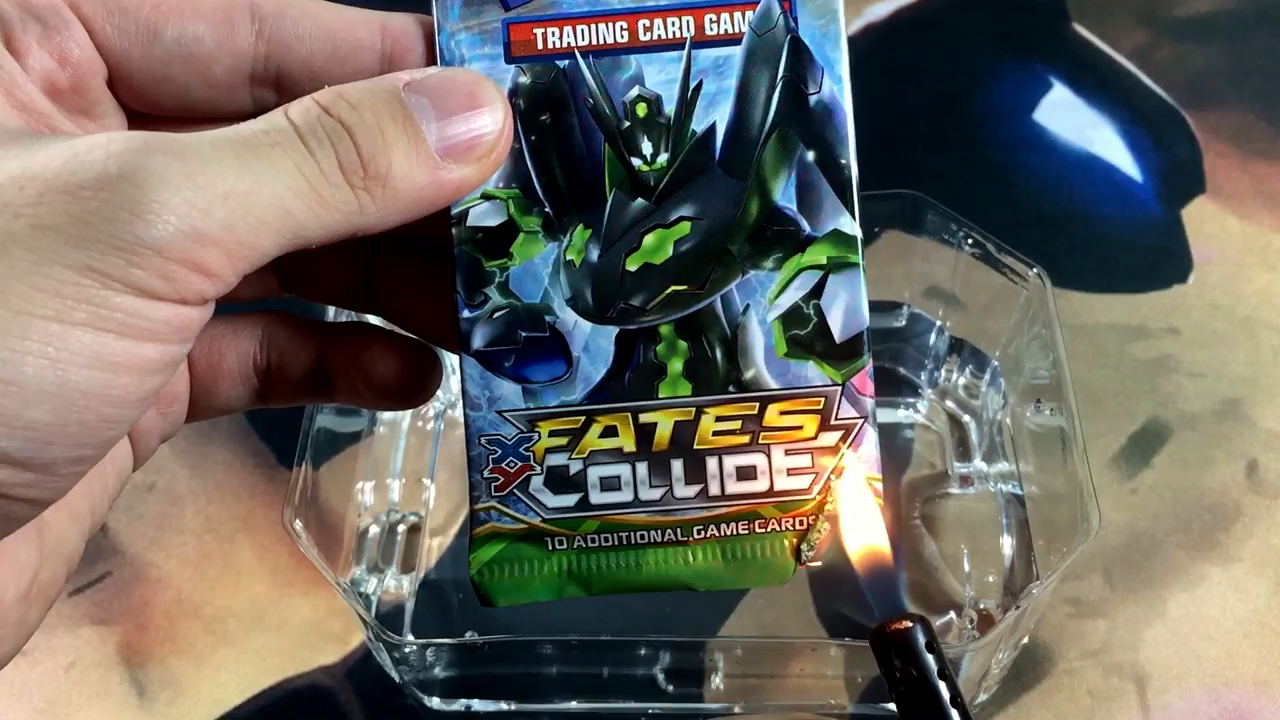 TRADING CARD GAM
XY
FATES
COLLIDE
10 ADDITIONAL GAME CARDS